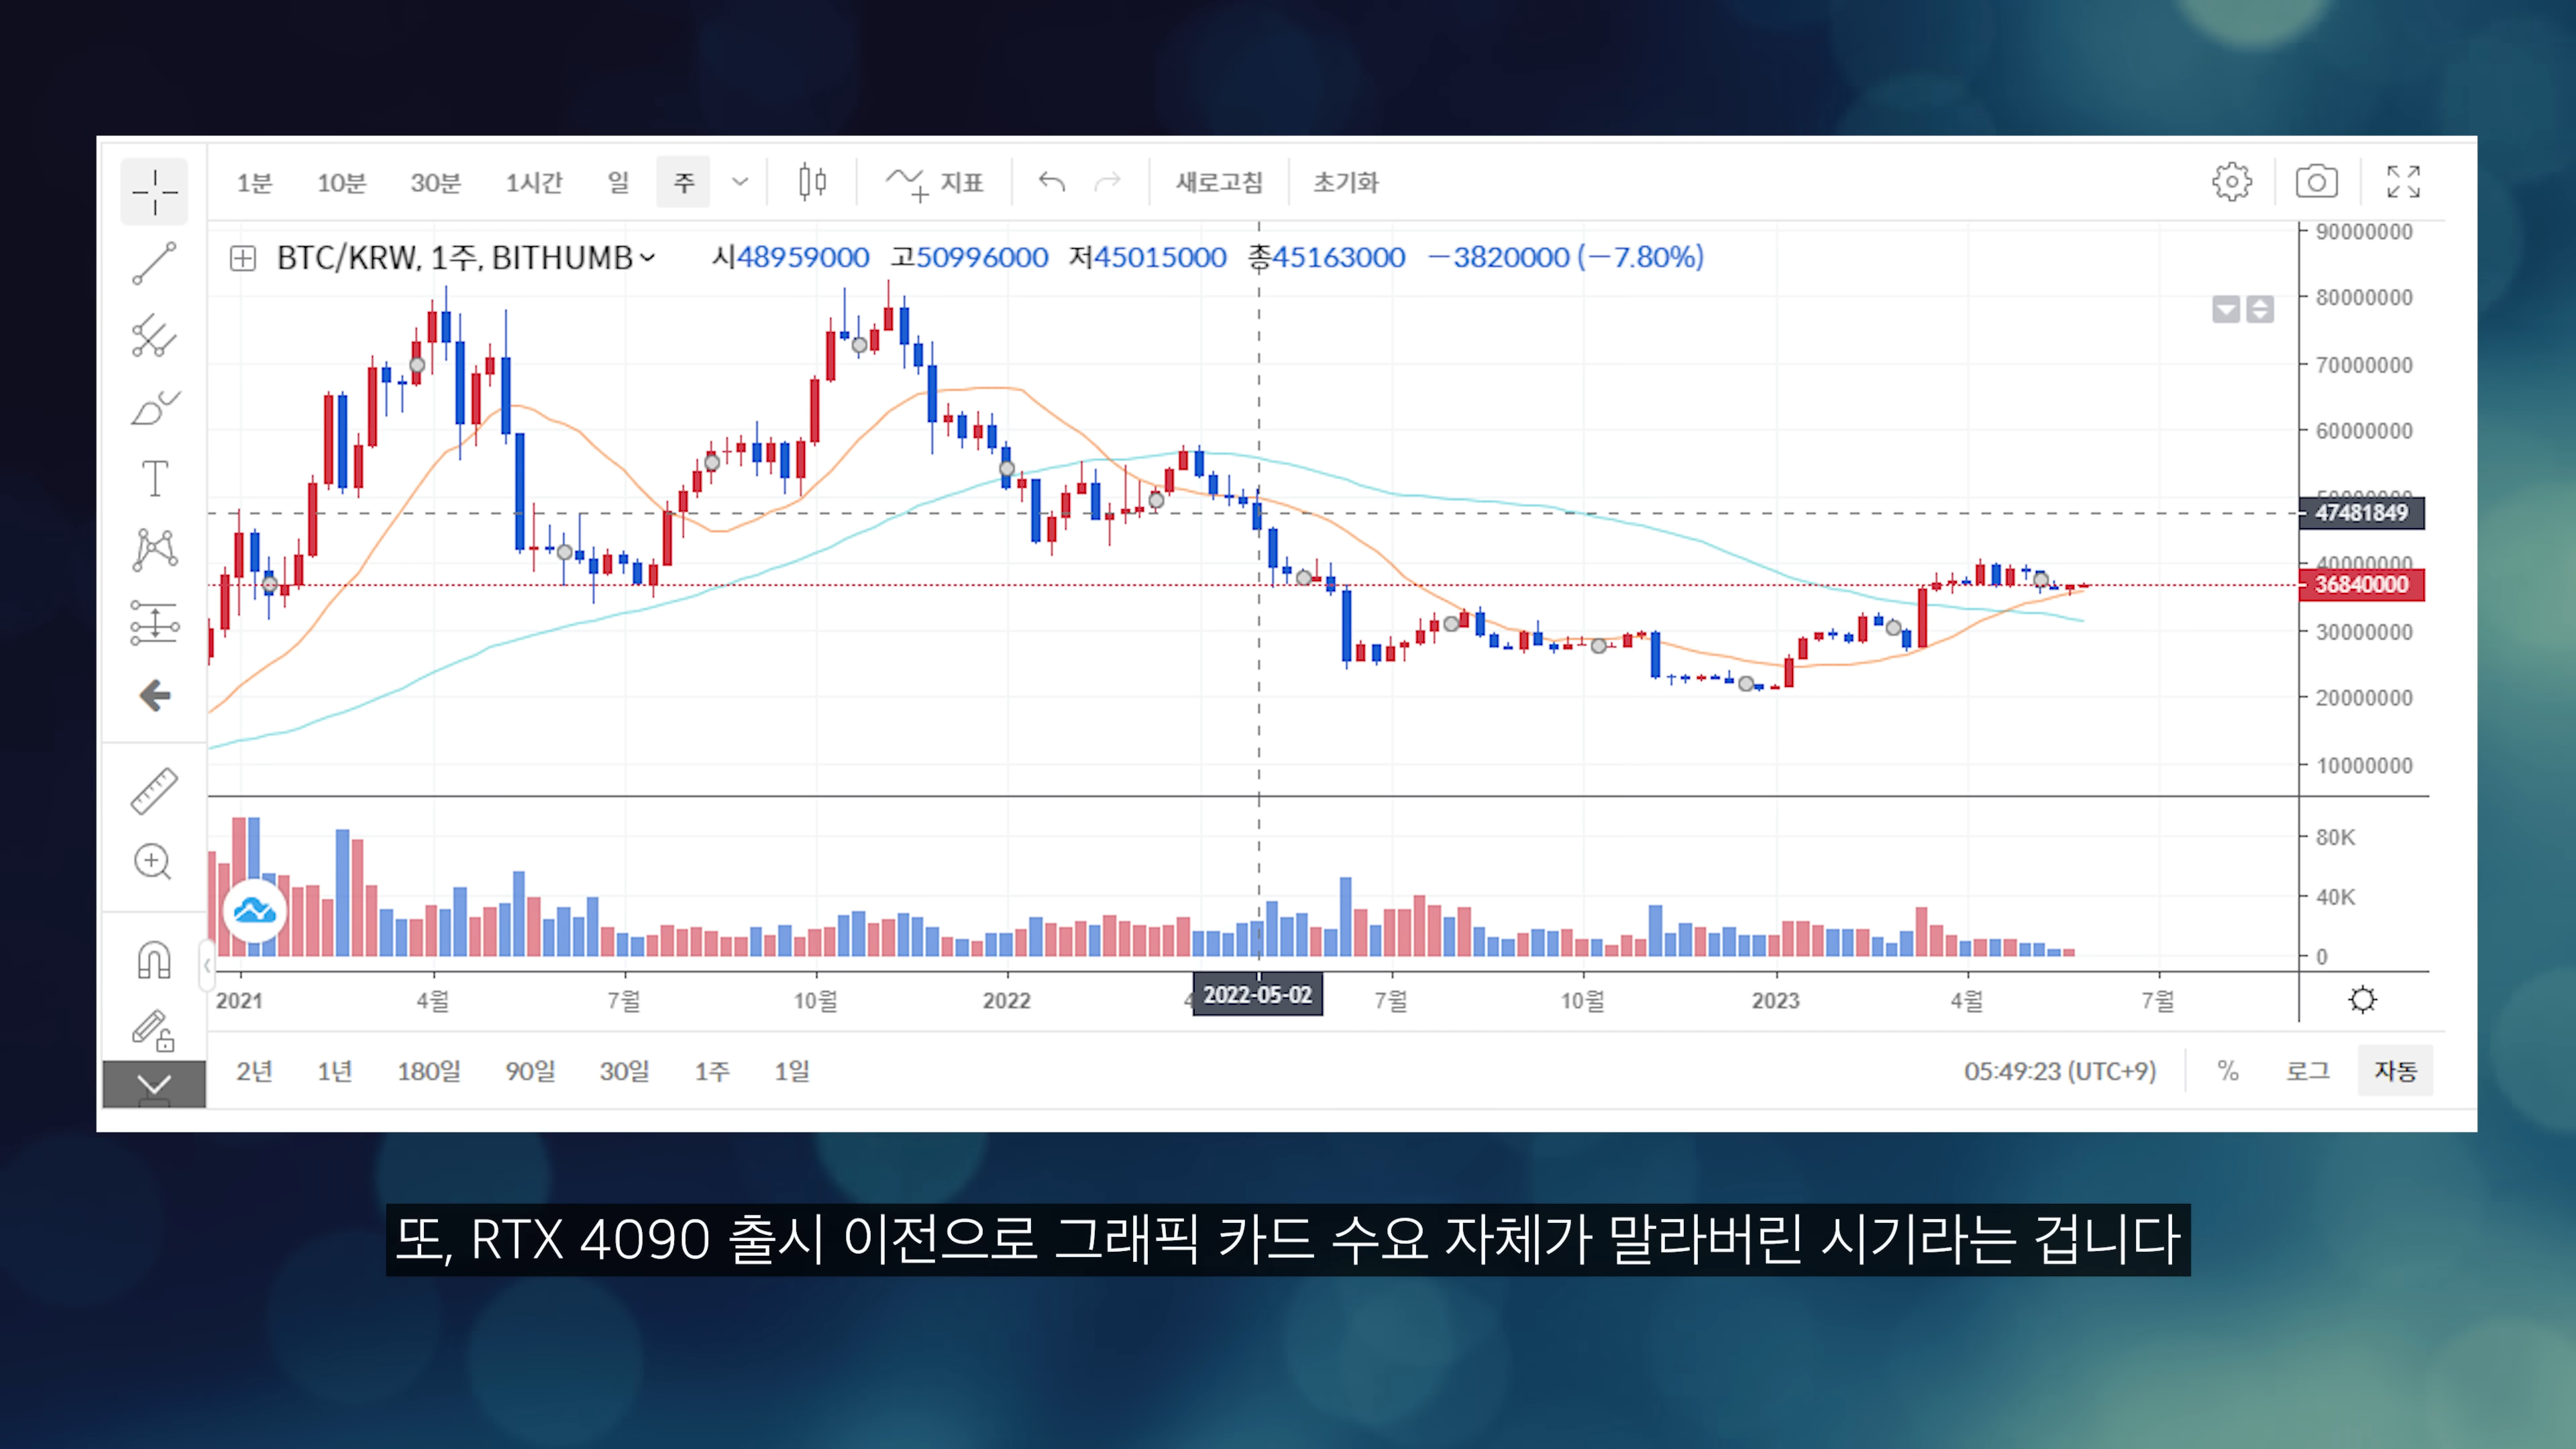 1분 10분 30분 1시간 일 주 지표 새로고침 초기화
BTC/KRW, 1주, BITHUMB 시48959000 고50996000 저45015000 종45163000 −3820000 (−7.80%)
90000000
80000000
70000000
60000000
50000000
47481849
40000000
36840000
30000000
20000000
10000000
80K
40K
0
2021 4월 7월 10월 2022 4 2022-05-02 7월 10월 2023 4월 7월
2년 1년 180일 90일 30일 1주 1일 05:49:23 (UTC+9) % 로그 자동
또, RTX 4090 출시 이전으로 그래픽 카드 수요 자체가 말라버린 시기라는 겁니다